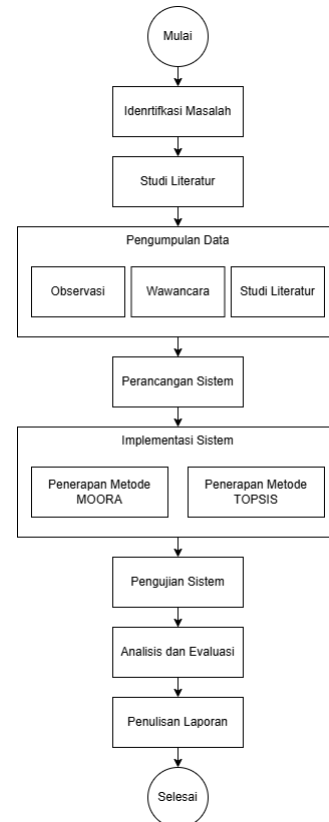 Mulai
Idenrtifkasi Masalah
Studi Literatur
Pengumpulan Data
Observasi
Wawancara
Studi Literatur
Perancangan Sistem
Implementasi Sistem
Penerapan Metode
MOORA
Penerapan Metode
TOPSIS
Pengujian Sistem
Analisis dan Evaluasi
Penulisan Laporan
Selesai